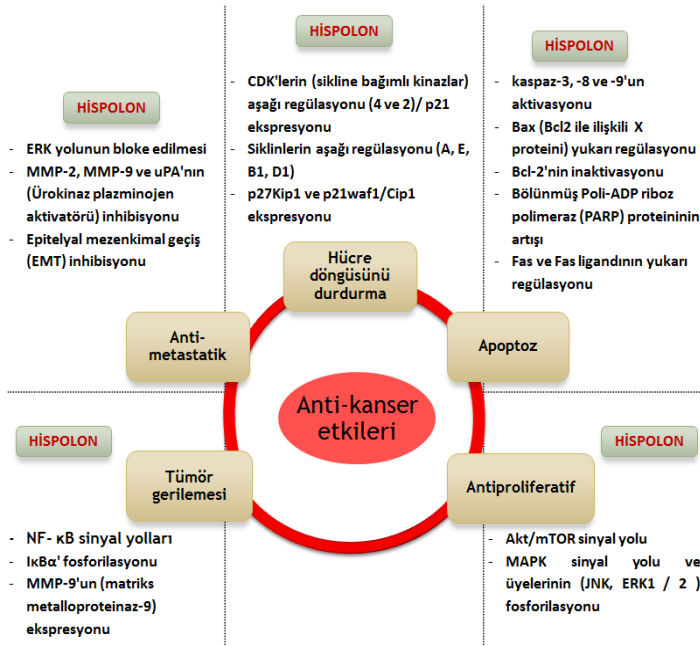 HİSPOLON
- ERK yolunun bloke edilmesi
- MMP-2, MMP-9 ve uPA'nın
(Ürokinaz plazminojen
aktivatörü) inhibisyonu
- Epitelyal mezenkimal geçiş
(EMT) inhibisyonu
HİSPOLON
- CDK'lerin (sikline bağımlı kinazlar)
aşağı regülasyonu (4 ve 2)/ p21
ekspresyonu
- Siklinlerin aşağı regülasyonu (A, E,
B1, D1)
- p27Kip1 ve p21waf1/Cip1
ekspresyonu
HİSPOLON
- kaspaz-3, -8 ve -9'un
aktivasyonu
- Bax (Bcl2 ile ilişkili X
proteini) yukarı regülasyonu
- Bcl-2'nin inaktivasyonu
- Bölünmüş Poli-ADP riboz
polimeraz (PARP) proteininin
artışı
- Fas ve Fas ligandının yukarı
regülasyonu
Hücre
döngüsünü
durdurma
Anti-
metastatik
Apoptoz
Anti-kanser
etkileri
Tümör
gerilemesi
Antiproliferatif
HİSPOLON
- NF- κB sinyal yolları
- IκBα' fosforilasyonu
- MMP-9'un (matriks
metalloproteinaz-9)
ekspresyonu
HİSPOLON
- Akt/mTOR sinyal yolu
- MAPK sinyal yolu ve
üyelerinin (JNK, ERK1 / 2 )
fosforilasyonu